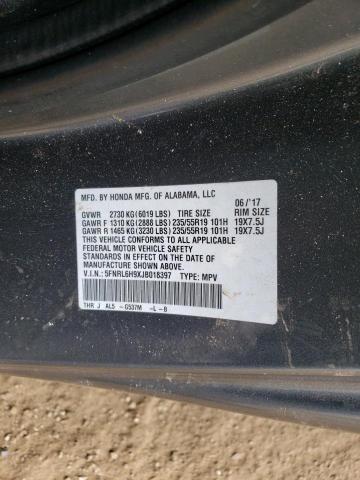 MFD. BY HONDA MFG. OF ALABAMA, LLC 06/'17
GVWR 2730 KG(6019 LBS) TIRE SIZE RIM SIZE
GAWR F 1310 KG(2888 LBS)235/55R19 101H 19X7.5J
GAWR R 1465 KG(3230 LBS)235/55R19 101H 19X7.5J
THIS VEHICLE CONFORMS TO ALL APPLICABLE
FEDERAL MOTOR VEHICLE SAFETY
STANDARDS IN EFFECT ON THE DATE OF
MANUFACTURE SHOWN ABOVE.
V.I.N.: 5FNRL6H9XJB018397 TYPE: MPV
THR J AL5 -G537M -L-B